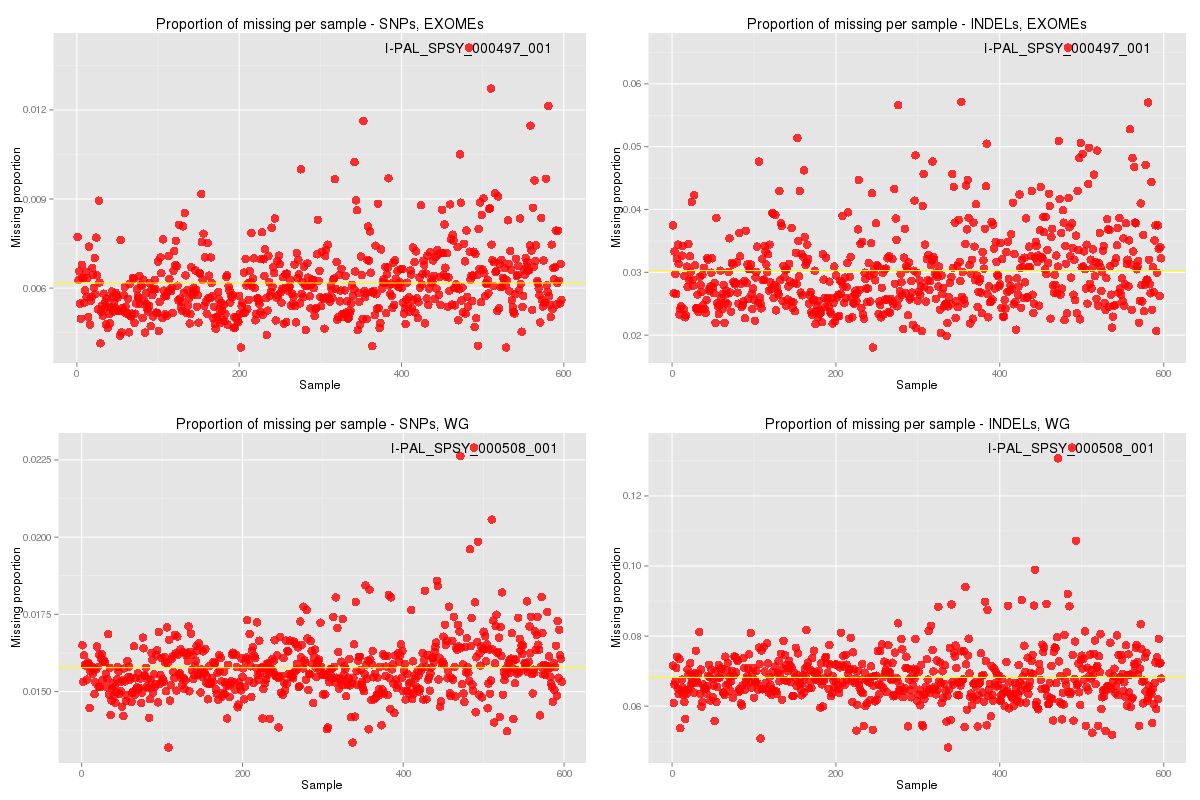 Proportion of missing per sample - SNPs, EXOMEs
I-PAL_SPSY_000497_001
Missing proportion
0.012
0.009
0.006
0
200
400
600
Sample
Proportion of missing per sample - INDELs, EXOMEs
I-PAL_SPSY_000497_001
Missing proportion
0.06
0.05
0.04
0.03
0.02
0
200
400
600
Sample
Proportion of missing per sample - SNPs, WG
I-PAL_SPSY_000508_001
Missing proportion
0.0225
0.0200
0.0175
0.0150
0
200
400
600
Sample
Proportion of missing per sample - INDELs, WG
I-PAL_SPSY_000508_001
Missing proportion
0.12
0.10
0.08
0.06
0
200
400
600
Sample